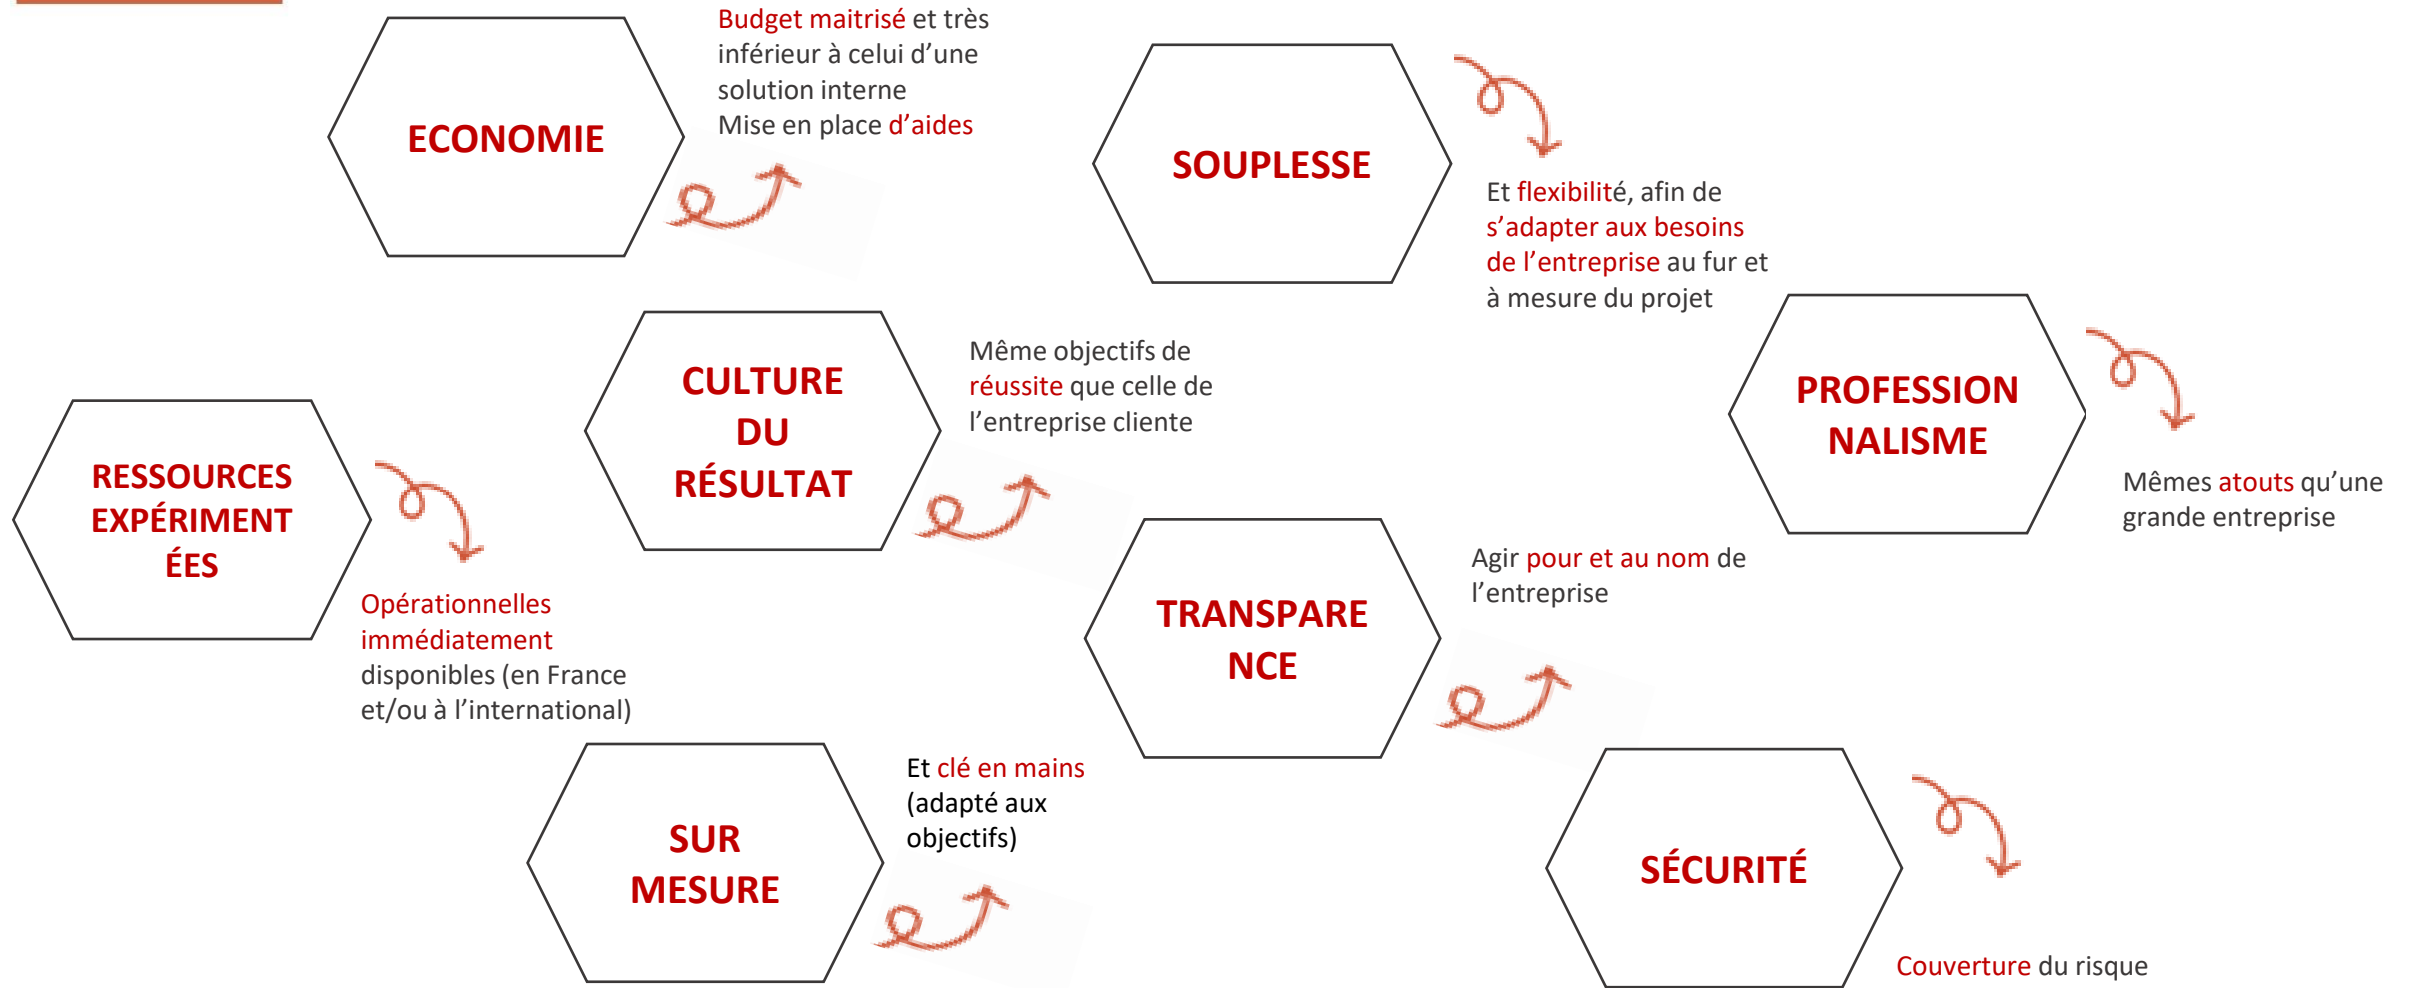 ECONOMIE
Budget maitrisé et très
inférieur à celui d’une
solution interne
Mise en place d’aides
SOUPLESSE
Et flexibilité, afin de
s’adapter aux besoins
de l’entreprise au fur et
à mesure du projet
CULTURE
DU
RÉSULTAT
Même objectifs de
réussite que celle de
l’entreprise cliente
PROFESSION
NALISME
Mêmes atouts qu’une
grande entreprise
RESSOURCES
EXPÉRIMENT
ÉES
Opérationnelles
immédiatement
disponibles (en France
et/ou à l’international)
TRANSPARE
NCE
Agir pour et au nom de
l’entreprise
SUR
MESURE
Et clé en mains
(adapté aux
objectifs)
SÉCURITÉ
Couverture du risque